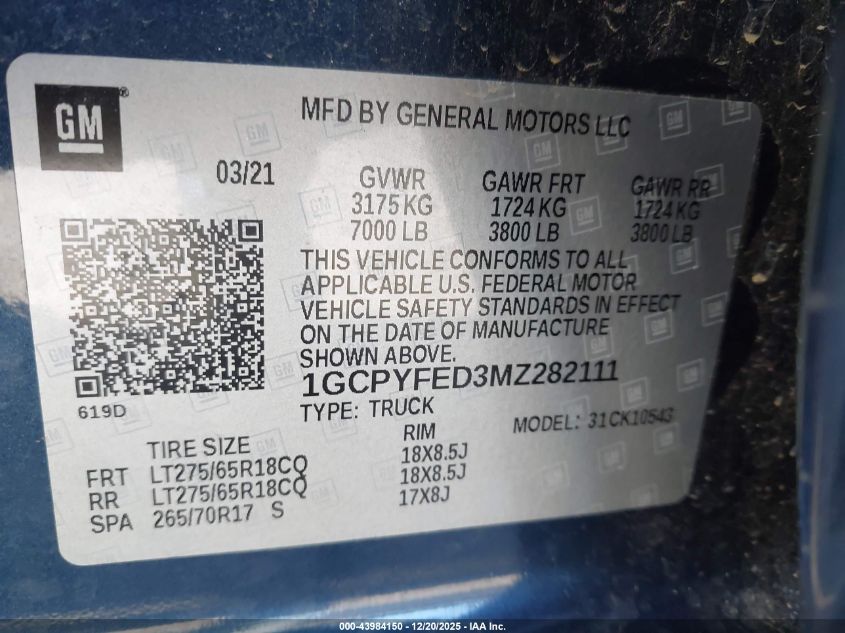 GM®
MFD BY GENERAL MOTORS LLC
03/21
GVWR GAWR FRT GAWR RR
3175 KG 1724 KG 1724 KG
7000 LB 3800 LB 3800 LB
THIS VEHICLE CONFORMS TO ALL
APPLICABLE U.S. FEDERAL MOTOR
VEHICLE SAFETY STANDARDS IN EFFECT
ON THE DATE OF MANUFACTURE
SHOWN ABOVE.
1GCPYFED3MZ282111
619D
TYPE: TRUCK
MODEL: 31CK10543
TIRE SIZE RIM
FRT LT275/65R18CQ 18X8.5J
RR LT275/65R18CQ 18X8.5J
SPA 265/70R17 S 17X8J
000-43984150 - 12/20/2025 - IAA Inc.